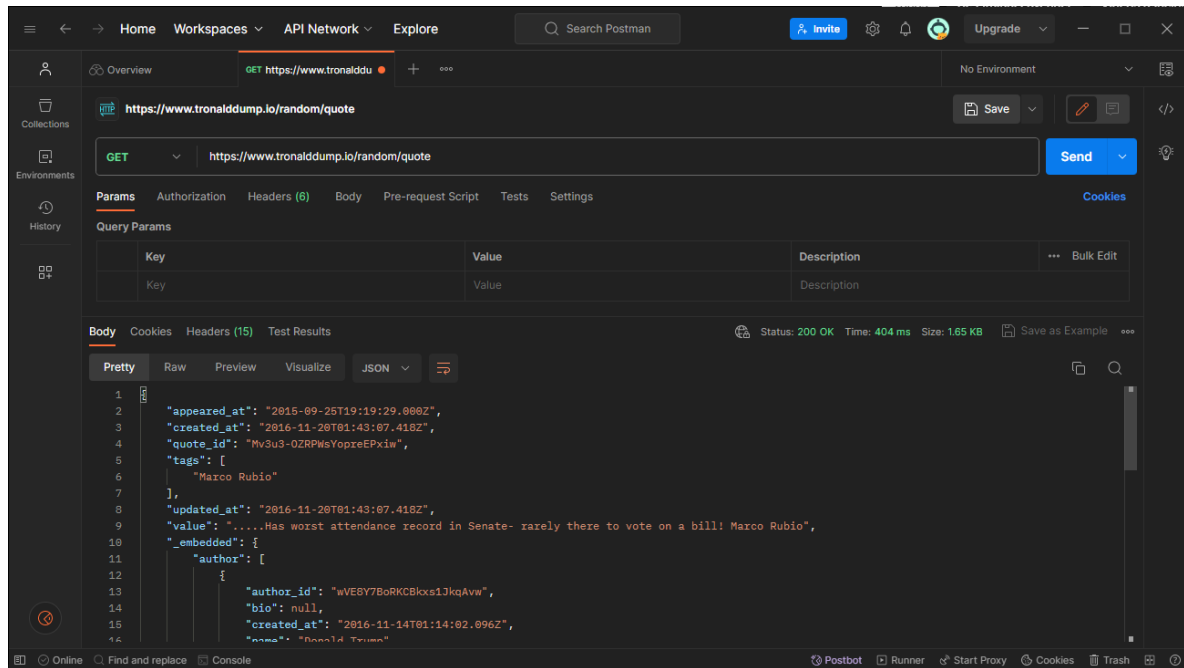 Home Workspaces API Network Explore Search Postman Invite Upgrade
Overview GET https://www.tronalddu No Environment
HTTP https://www.tronalddump.io/random/quote Save
Collections
GET https://www.tronalddump.io/random/quote Send
Environments
Params Authorization Headers (6) Body Pre-request Script Tests Settings Cookies
History
Query Params
Key Value Description Bulk Edit
Key Value Description
Body Cookies Headers (15) Test Results Status: 200 OK Time: 404 ms Size: 1.65 KB Save as Example
Pretty Raw Preview Visualize JSON
1 {
2 "appeared_at": "2015-09-25T19:19:29.000Z",
3 "created_at": "2016-11-20T01:43:07.418Z",
4 "quote_id": "Mv3u3-OZRPWsYopreEPxiw",
5 "tags": [
6 "Marco Rubio"
7 ],
8 "updated_at": "2016-11-20T01:43:07.418Z",
9 "value": ".....Has worst attendance record in Senate- rarely there to vote on a bill! Marco Rubio",
10 "_embedded": {
11 "author": [
12 {
13 "author_id": "wVE8Y7BoRKCBkxs1JkqAvw",
14 "bio": null,
15 "created_at": "2016-11-14T01:14:02.096Z",
16 "name": "Donald Trump"
Online Find and replace Console Postbot Runner Start Proxy Cookies Trash